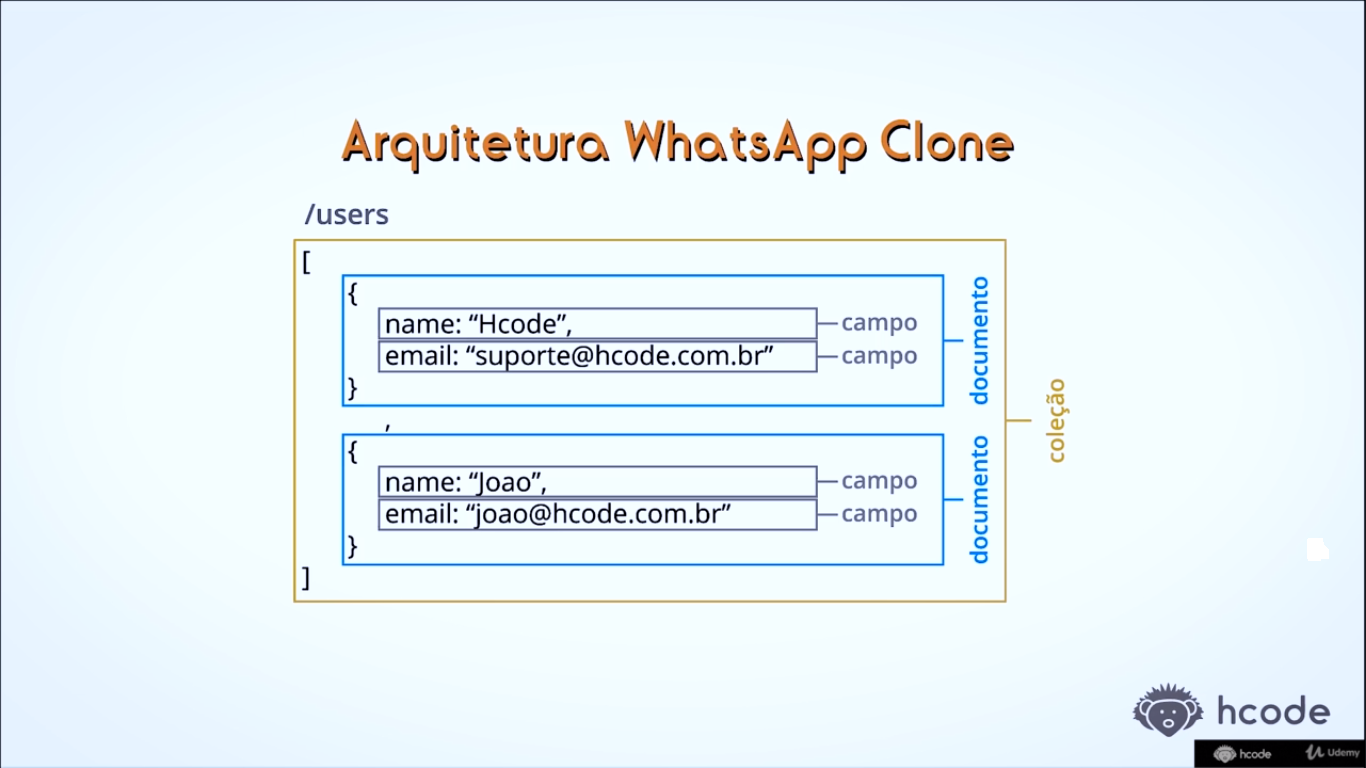 Arquitetura WhatsApp Clone
/users
[
{
name: “Hcode”, campo
email: “suporte@hcode.com.br” campo
}
documento
,
{
name: “Joao”, campo
email: “joao@hcode.com.br” campo
}
documento
]
coleção
hcode
hcode Udemy